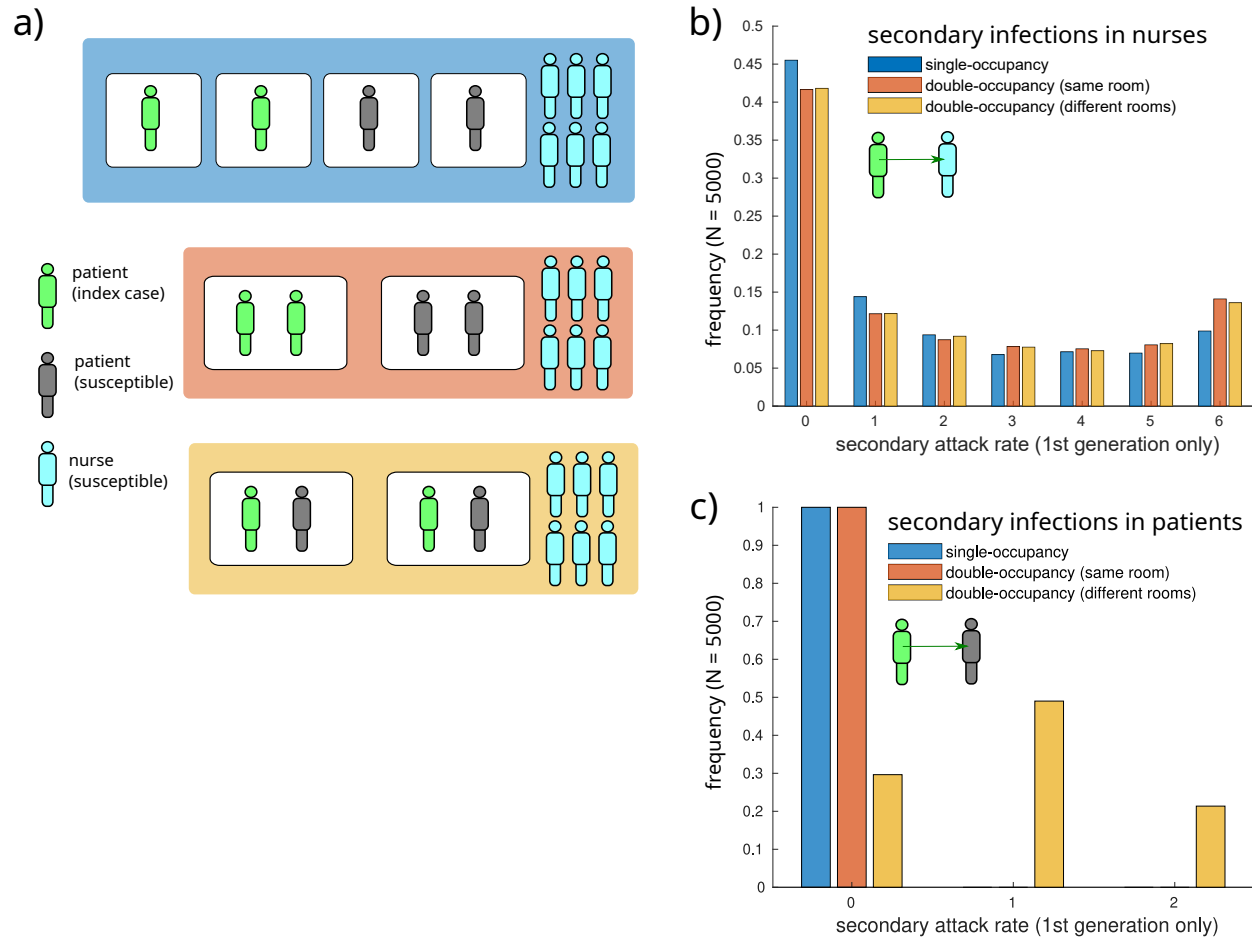 a)
patient
(index case)
patient
(susceptible)
nurse
(susceptible)
b)
secondary infections in nurses
single-occupancy
double-occupancy (same room)
double-occupancy (different rooms)
frequency (N = 5000)
0.5
0.45
0.4
0.35
0.3
0.25
0.2
0.15
0.1
0.05
0
0 1 2 3 4 5 6
secondary attack rate (1st generation only)
c)
secondary infections in patients
single-occupancy
double-occupancy (same room)
double-occupancy (different rooms)
frequency (N = 5000)
1
0.9
0.8
0.7
0.6
0.5
0.4
0.3
0.2
0.1
0
0 1 2
secondary attack rate (1st generation only)